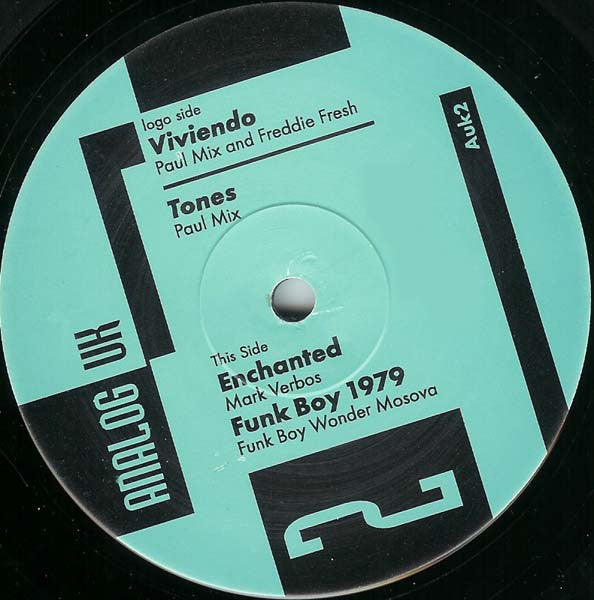 logo side
Viviendo
Paul Mix and Freddie Fresh
Tones
Paul Mix
Auk2
This Side
Enchanted
Mark Verbos
Funk Boy 1979
Funk Boy Wonder Mosova
ANALOG UK
2